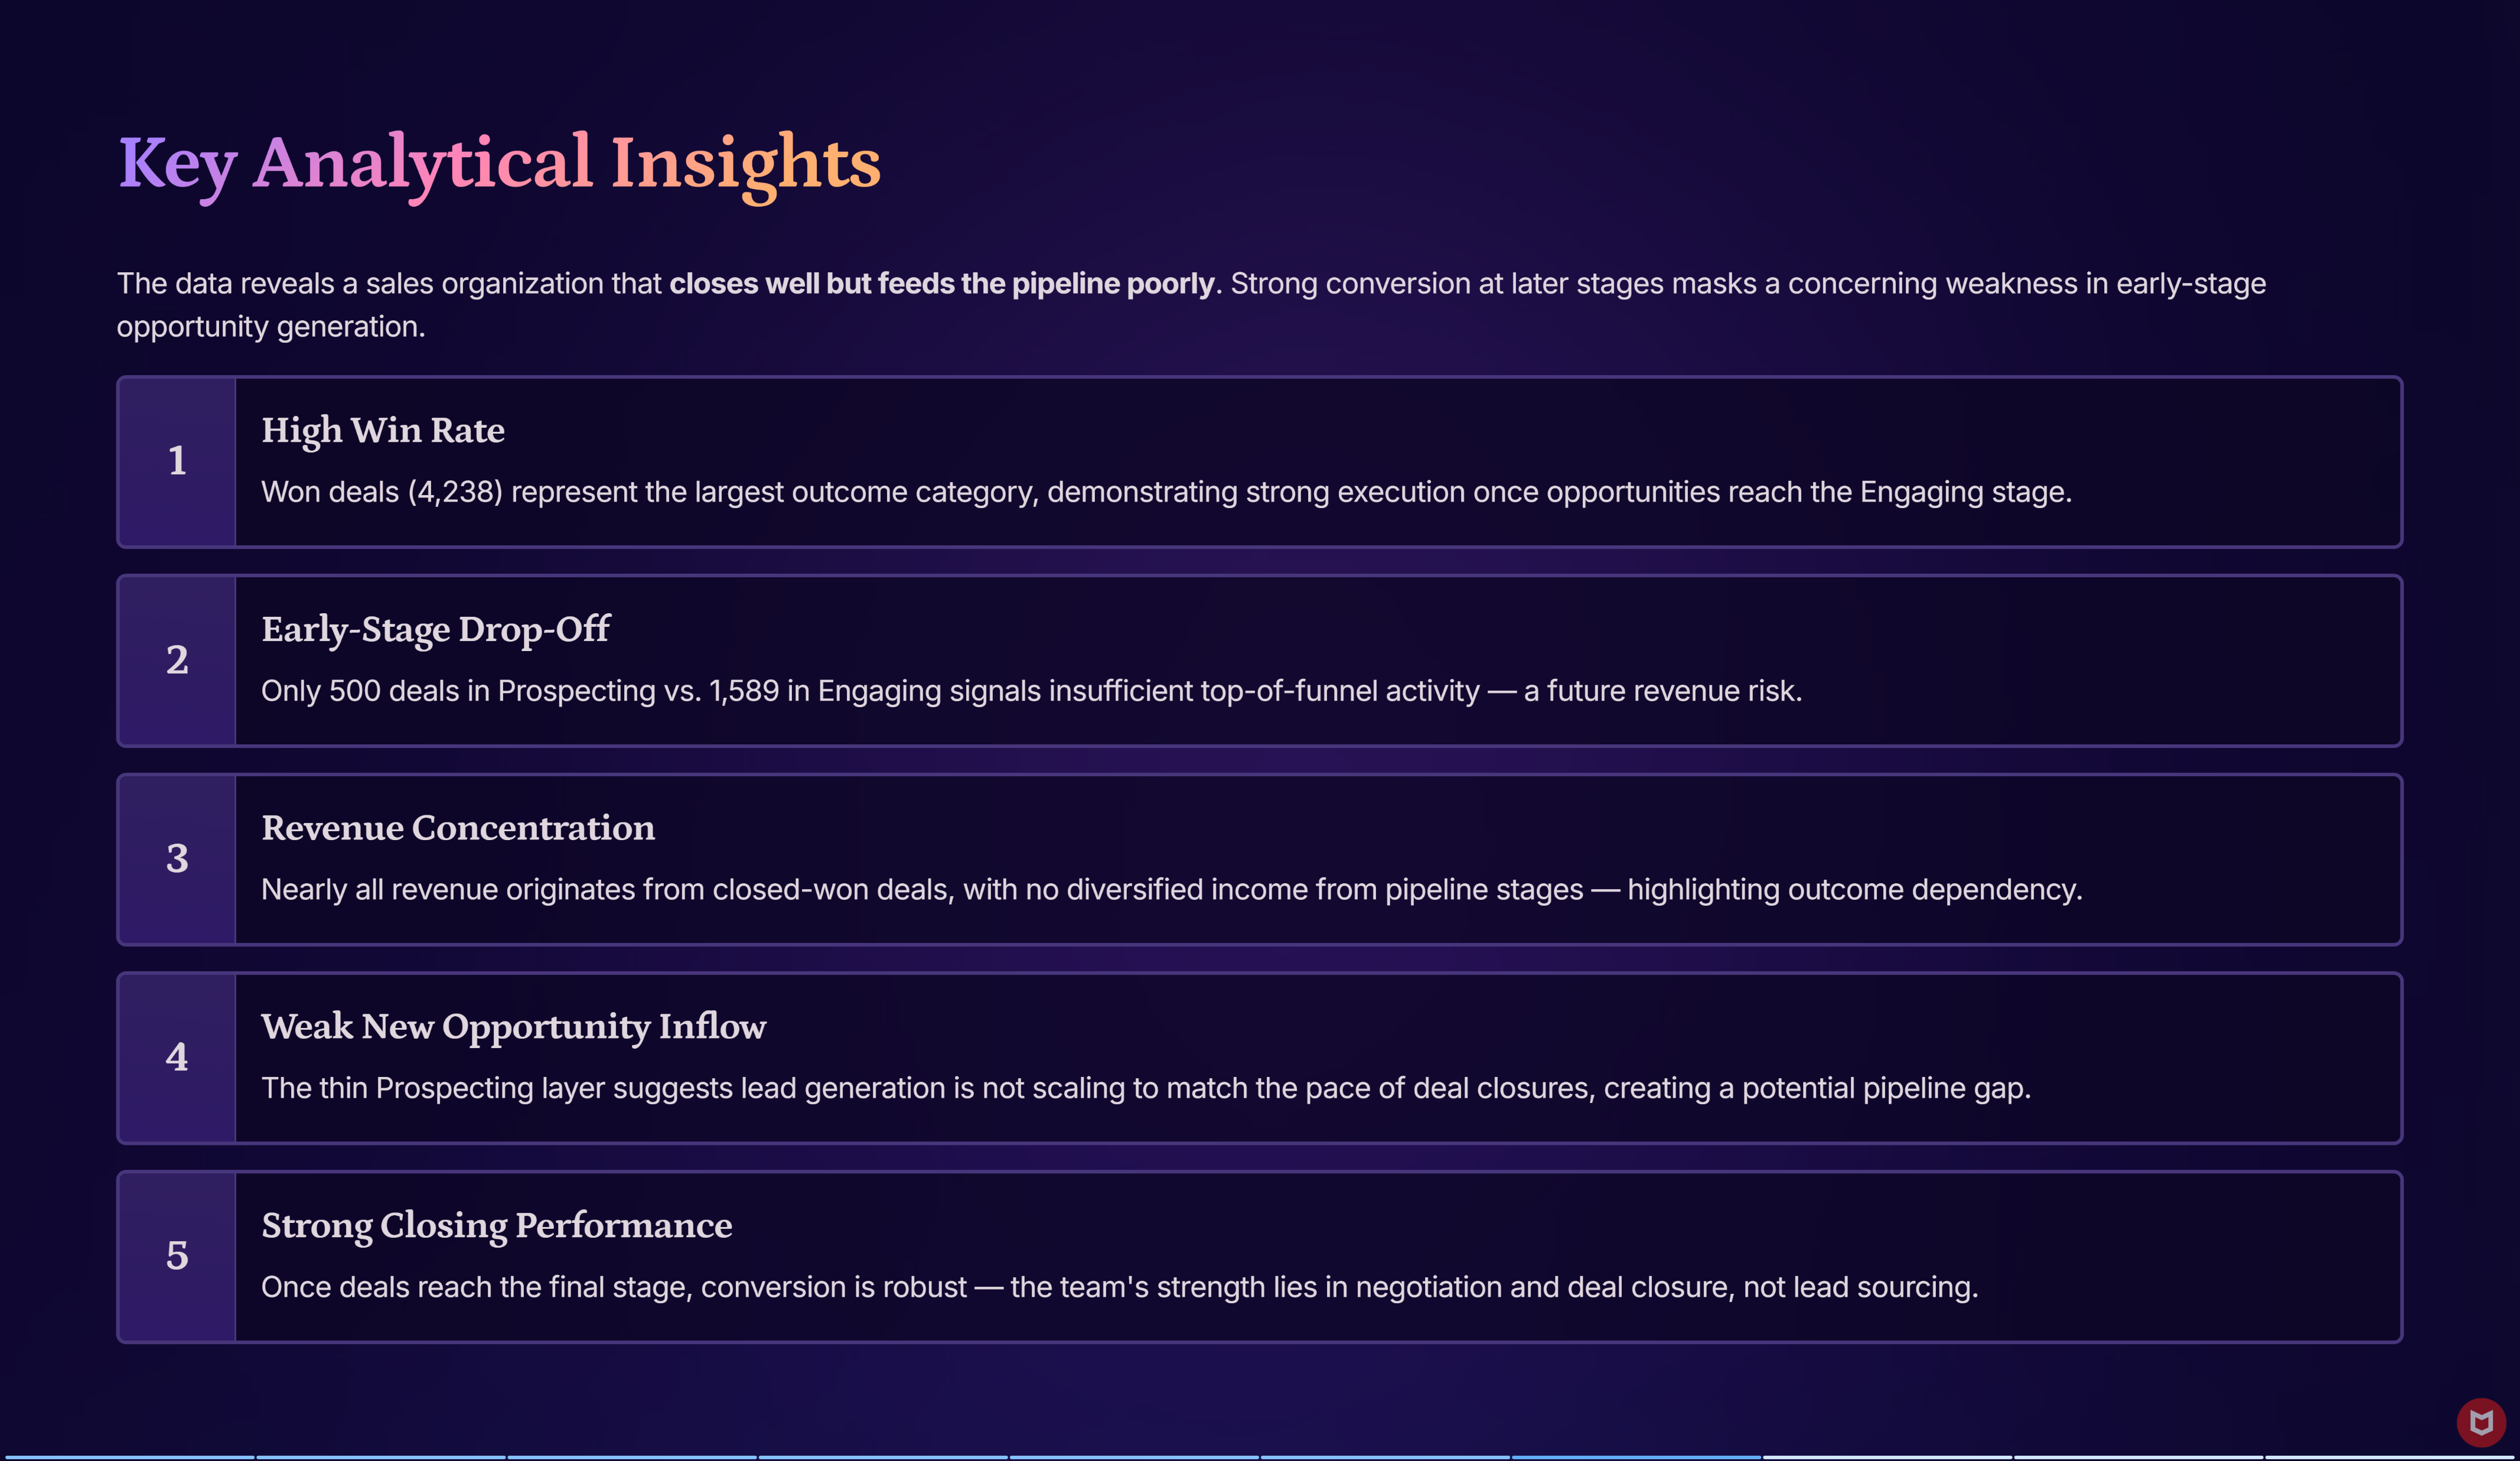 Key Analytical Insights
The data reveals a sales organization that closes well but feeds the pipeline poorly. Strong conversion at later stages masks a concerning weakness in early-stage
opportunity generation.
1
High Win Rate
Won deals (4,238) represent the largest outcome category, demonstrating strong execution once opportunities reach the Engaging stage.
2
Early-Stage Drop-Off
Only 500 deals in Prospecting vs. 1,589 in Engaging signals insufficient top-of-funnel activity — a future revenue risk.
3
Revenue Concentration
Nearly all revenue originates from closed-won deals, with no diversified income from pipeline stages — highlighting outcome dependency.
4
Weak New Opportunity Inflow
The thin Prospecting layer suggests lead generation is not scaling to match the pace of deal closures, creating a potential pipeline gap.
5
Strong Closing Performance
Once deals reach the final stage, conversion is robust — the team's strength lies in negotiation and deal closure, not lead sourcing.